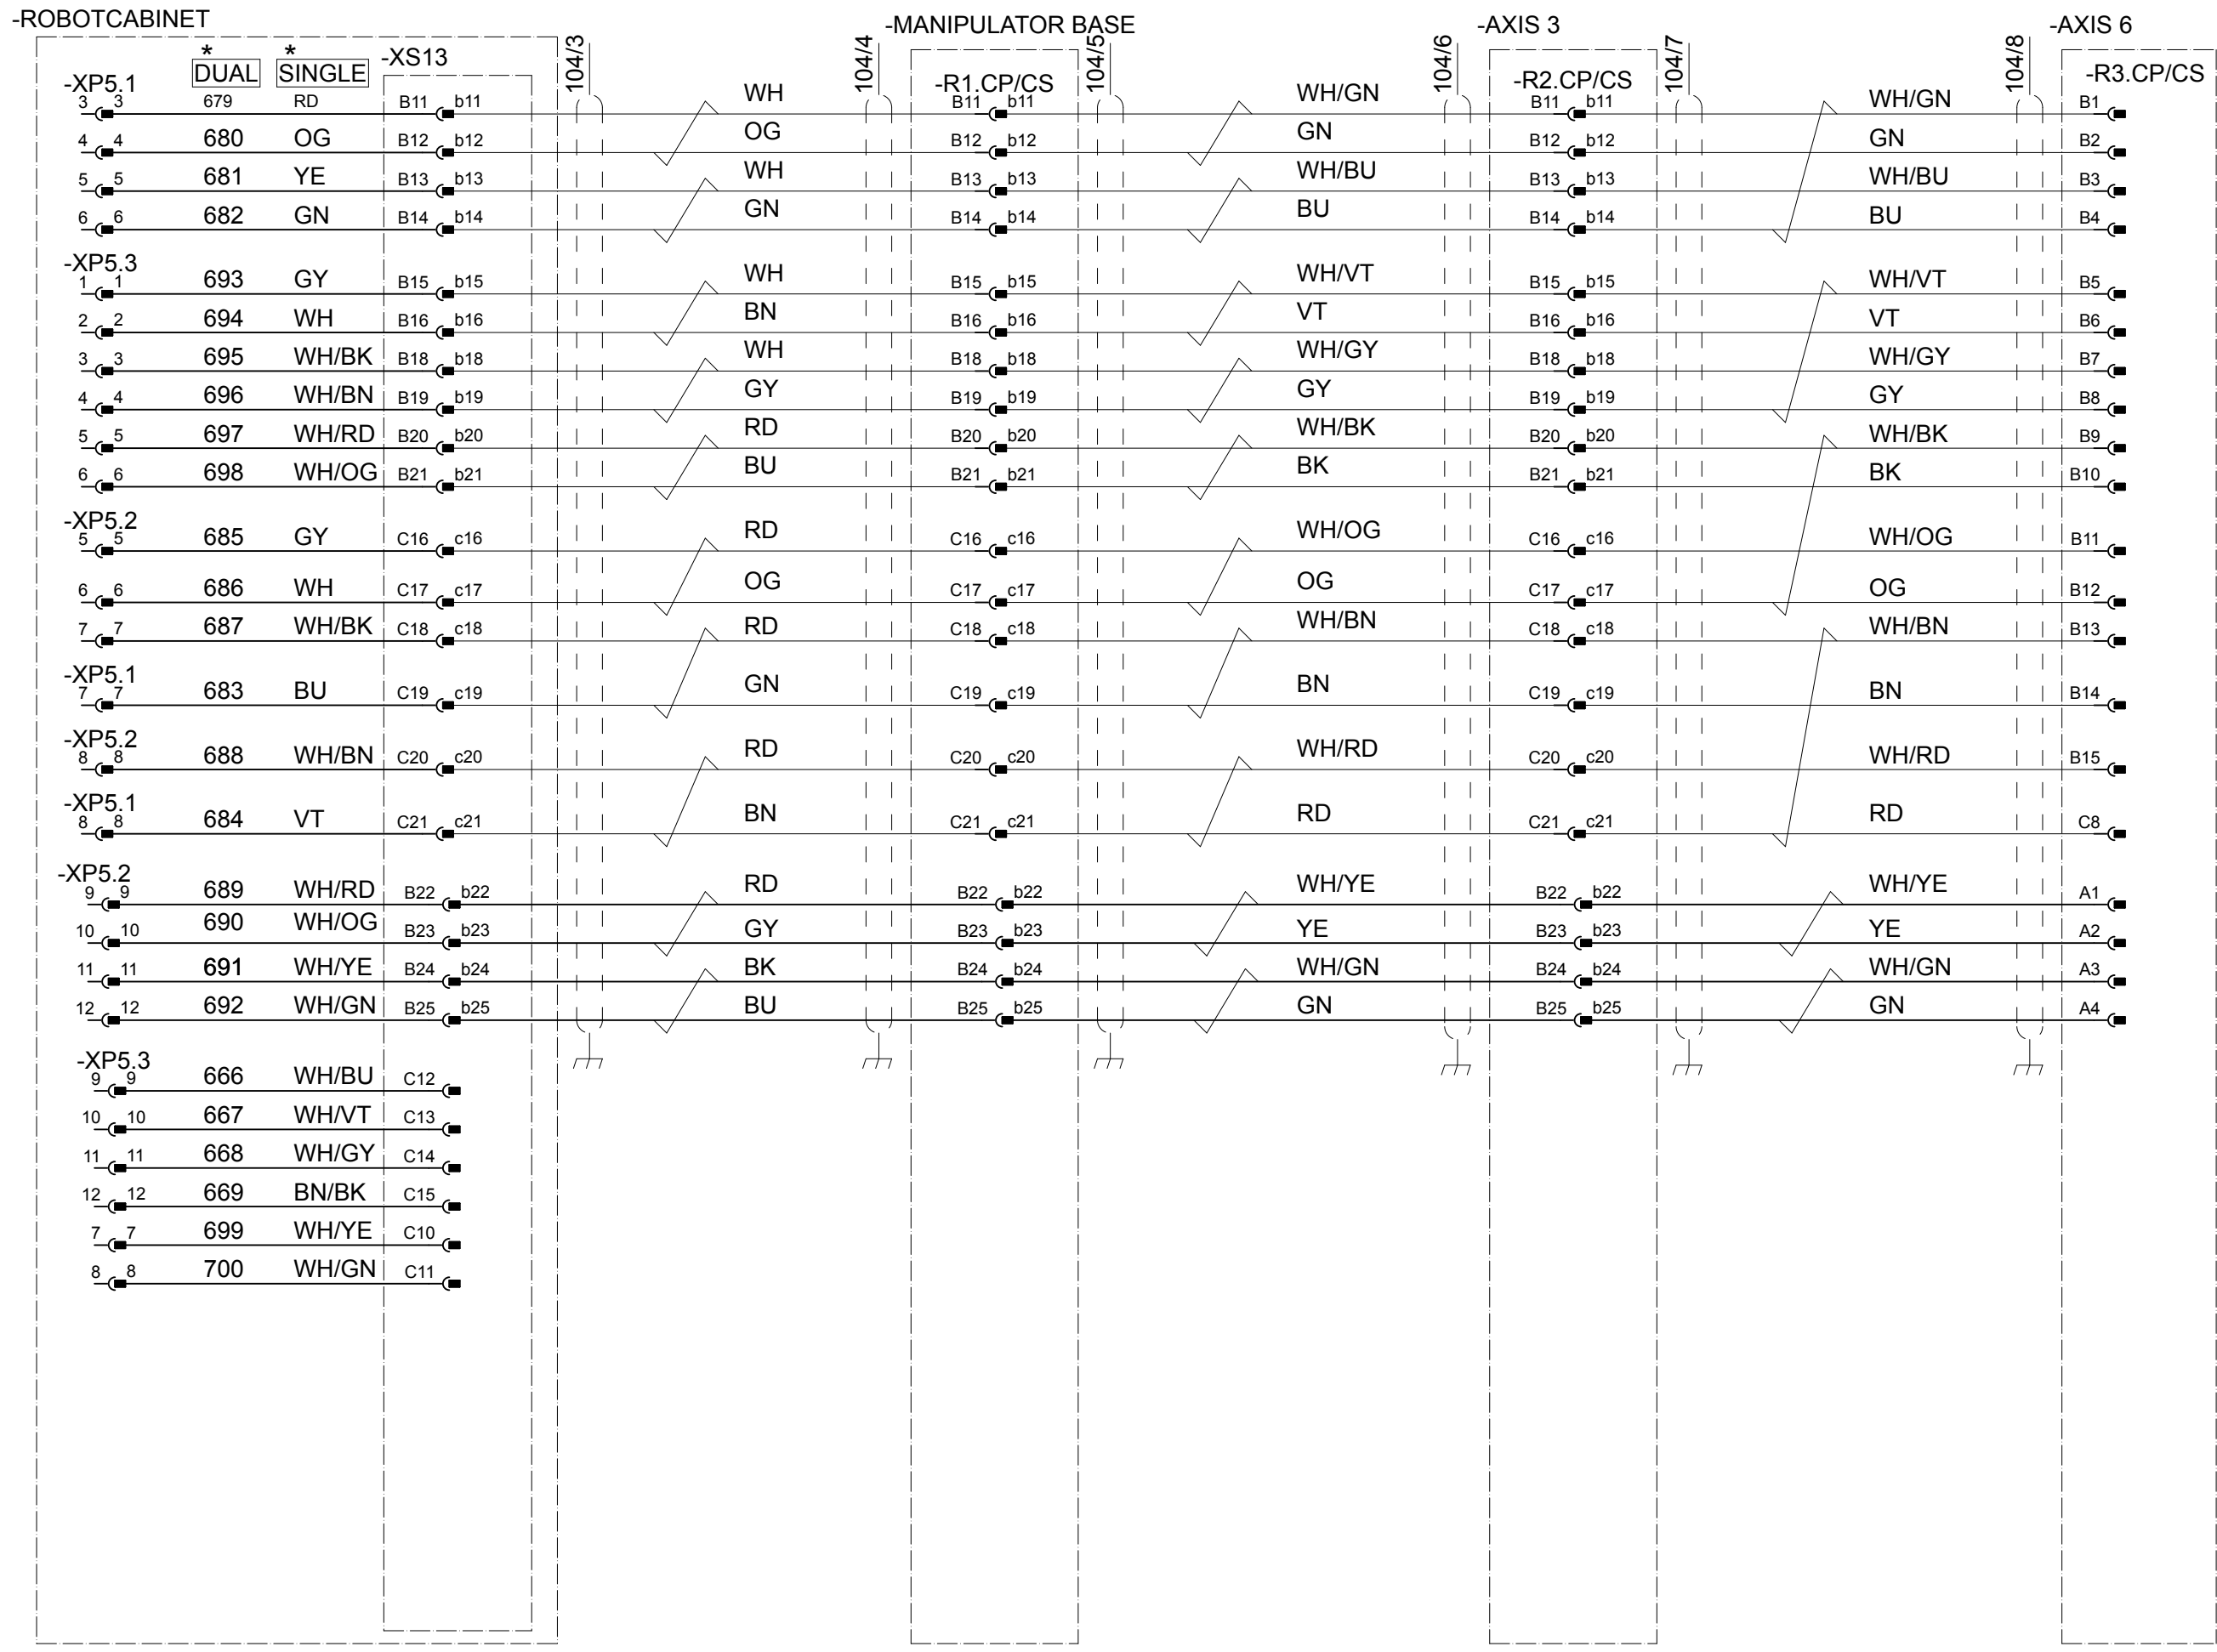 -ROBOTCABINET -MANIPULATOR BASE -AXIS 3 -AXIS 6
* *
DUAL SINGLE -XS13 104/3 104/4 104/5 104/6 104/7 104/8
-XP5.1 -R1.CP/CS -R2.CP/CS -R3.CP/CS
3 3 679 RD B11 b11 WH B11 b11 WH/GN B11 b11 WH/GN B1
4 4 680 OG B12 b12 OG B12 b12 GN B12 b12 GN B2
5 5 681 YE B13 b13 WH B13 b13 WH/BU B13 b13 WH/BU B3
6 6 682 GN B14 b14 GN B14 b14 BU B14 b14 BU B4
-XP5.3
1 1 693 GY B15 b15 WH B15 b15 WH/VT B15 b15 WH/VT B5
2 2 694 WH B16 b16 BN B16 b16 VT B16 b16 VT B6
3 3 695 WH/BK B18 b18 WH B18 b18 WH/GY B18 b18 WH/GY B7
4 4 696 WH/BN B19 b19 GY B19 b19 GY B19 b19 GY B8
5 5 697 WH/RD B20 b20 RD B20 b20 WH/BK B20 b20 WH/BK B9
6 6 698 WH/OG B21 b21 BU B21 b21 BK B21 b21 BK B10
-XP5.2
5 5 685 GY C16 c16 RD C16 c16 WH/OG C16 c16 WH/OG B11
6 6 686 WH C17 c17 OG C17 c17 OG C17 c17 OG B12
7 7 687 WH/BK C18 c18 RD C18 c18 WH/BN C18 c18 WH/BN B13
-XP5.1
7 7 683 BU C19 c19 GN C19 c19 BN C19 c19 BN B14
-XP5.2
8 8 688 WH/BN C20 c20 RD C20 c20 WH/RD C20 c20 WH/RD B15
-XP5.1
8 8 684 VT C21 c21 BN C21 c21 RD C21 c21 RD C8
-XP5.2
9 9 689 WH/RD B22 b22 RD B22 b22 WH/YE B22 b22 WH/YE A1
10 10 690 WH/OG B23 b23 GY B23 b23 YE B23 b23 YE A2
11 11 691 WH/YE B24 b24 BK B24 b24 WH/GN B24 b24 WH/GN A3
12 12 692 WH/GN B25 b25 BU B25 b25 GN B25 b25 GN A4
-XP5.3
9 9 666 WH/BU C12
10 10 667 WH/VT C13
11 11 668 WH/GY C14
12 12 669 BN/BK C15
7 7 699 WH/YE C10
8 8 700 WH/GN C11